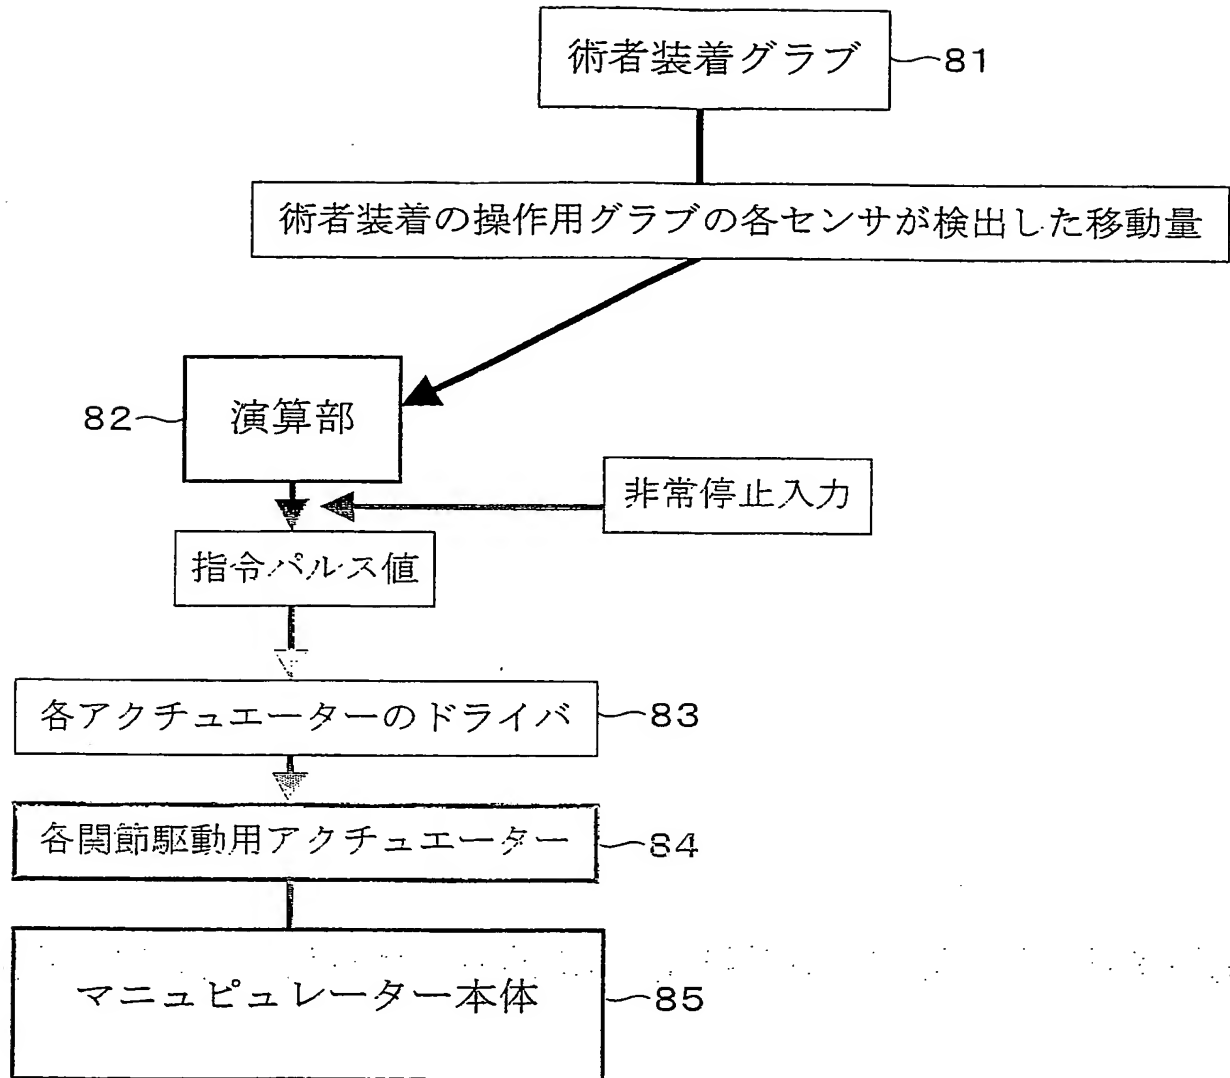 術者装着グラブ
81
術者装着の操作用グラブの各センサが検出した移動量
82
演算部
非常停止入力
指令パルス値
各アクチュエーターのドライバ
83
各関節駆動用アクチュエーター
84
マニュピュレーター本体
85